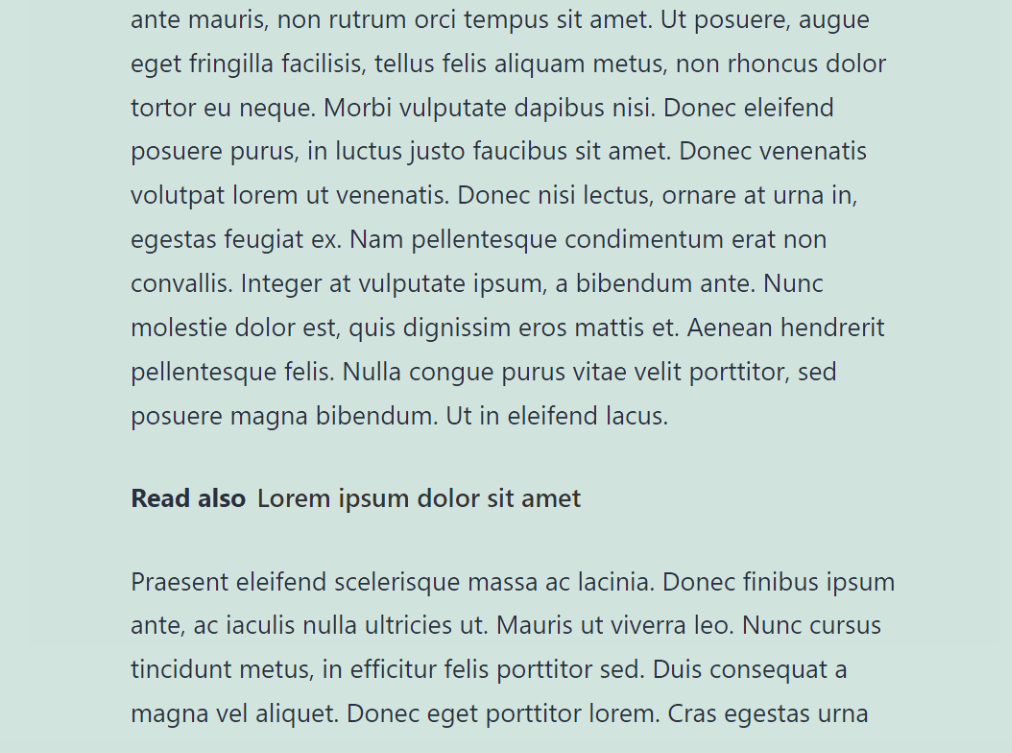 ante mauris, non rutrum orci tempus sit amet. Ut posuere, augue
eget fringilla facilisis, tellus felis aliquam metus, non rhoncus dolor
tortor eu neque. Morbi vulputate dapibus nisi. Donec eleifend
posuere purus, in luctus justo faucibus sit amet. Donec venenatis
volutpat lorem ut venenatis. Donec nisi lectus, ornare at urna in,
egestas feugiat ex. Nam pellentesque condimentum erat non
convallis. Integer at vulputate ipsum, a bibendum ante. Nunc
molestie dolor est, quis dignissim eros mattis et. Aenean hendrerit
pellentesque felis. Nulla congue purus vitae velit porttitor, sed
posuere magna bibendum. Ut in eleifend lacus.
Read also Lorem ipsum dolor sit amet
Praesent eleifend scelerisque massa ac lacinia. Donec finibus ipsum
ante, ac iaculis nulla ultricies ut. Mauris ut viverra leo. Nunc cursus
tincidunt metus, in efficitur felis porttitor sed. Duis consequat a
magna vel aliquet. Donec eget porttitor lorem. Cras egestas urna